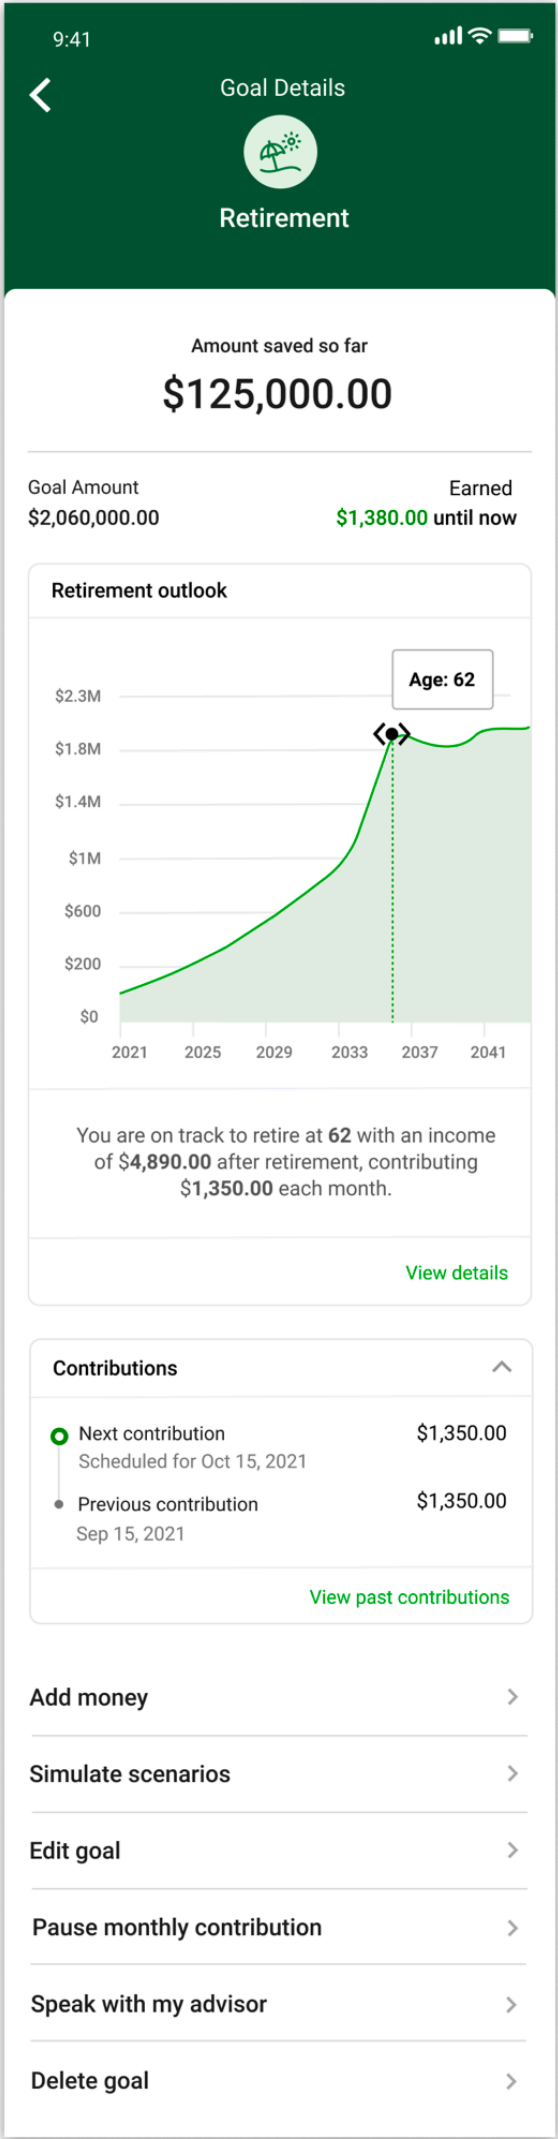 9:41
Goal Details
Retirement
Amount saved so far
$125,000.00
Goal Amount
Earned
$2,060,000.00
$1,380.00 until now
Retirement outlook
Age: 62
$2.3M
$1.8M
$1.4M
$1M
$600
$200
$0
2021 2025 2029 2033 2037 2041
You are on track to retire at 62 with an income
of $4,890.00 after retirement, contributing
$1,350.00 each month.
View details
Contributions
Next contribution $1,350.00
Scheduled for Oct 15, 2021
Previous contribution $1,350.00
Sep 15, 2021
View past contributions
Add money
Simulate scenarios
Edit goal
Pause monthly contribution
Speak with my advisor
Delete goal